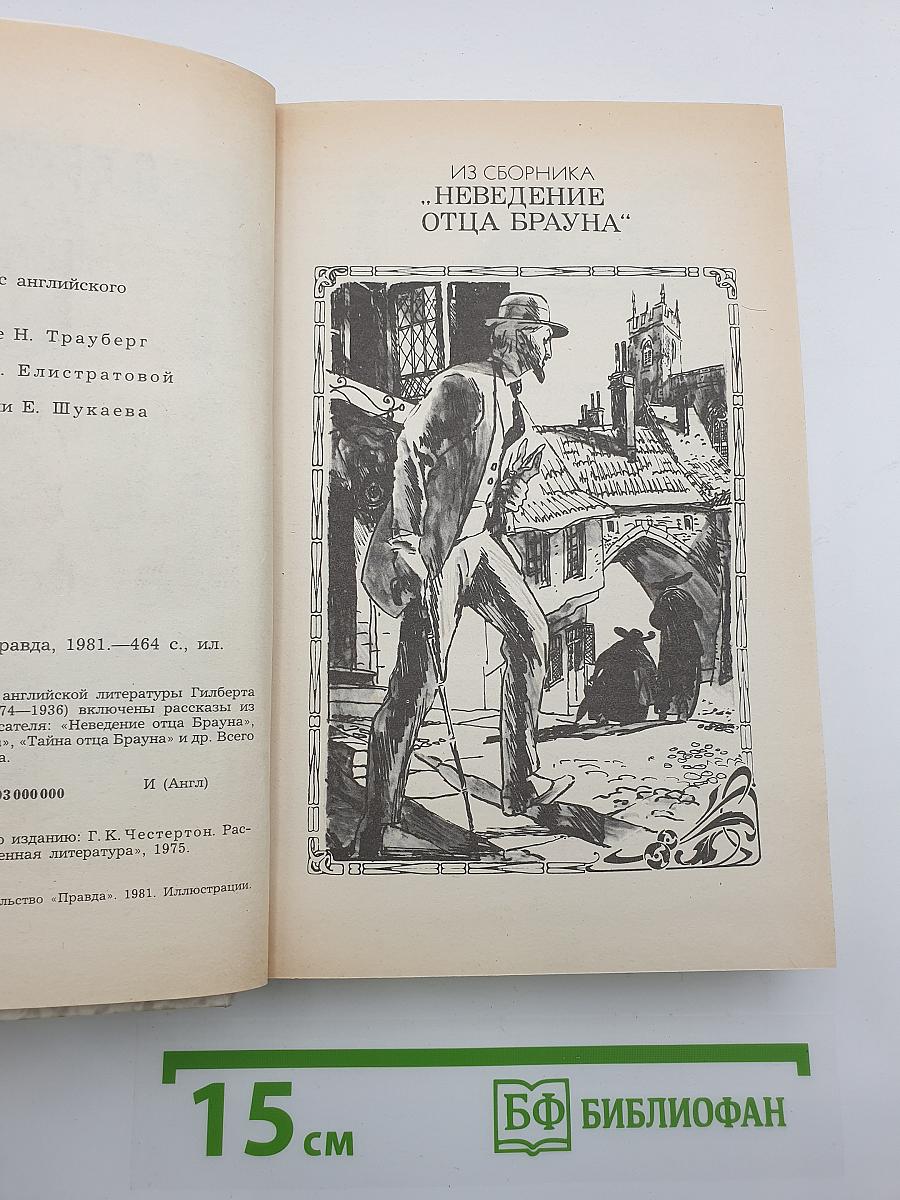 с английского
е Н. Трауберг
. Елистратовой
и Е. Шукаева
равда, 1981.—464 с., ил.
английской литературы Гилберта
74—1936) включены рассказы из
сателя: «Неведение отца Брауна»,
», «Тайна отца Брауна» и др. Всего
а.
03000000
И (Англ)
о изданию: Г. К. Честертон. Рас-
енная литература», 1975.
льство «Правда». 1981. Иллюстрации.
ИЗ СБОРНИКА
„НЕВЕДЕНИЕ
ОТЦА БРАУНА“
15 см
БФ БИБЛИОФАН